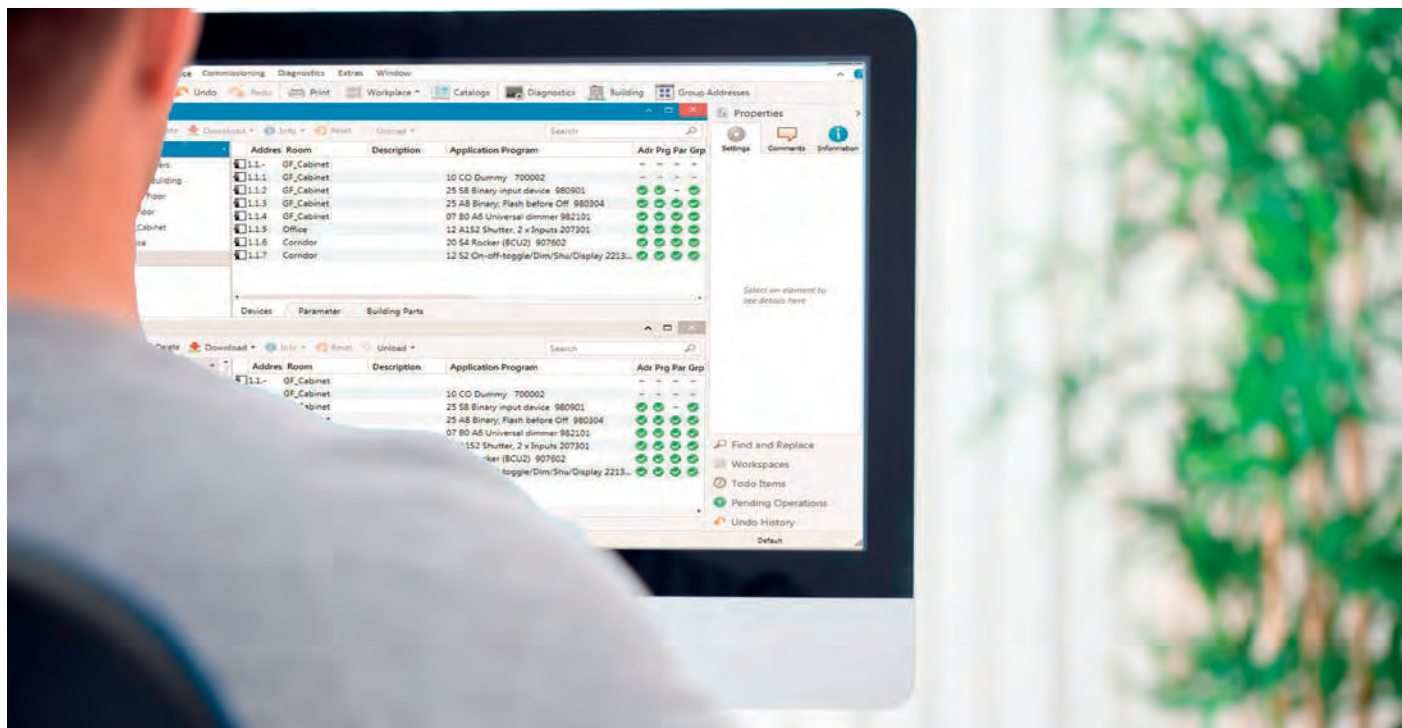 Commissioning Diagnostics Extras Window
Undo Redo Print Workplace Catalogs Diagnostics Building Group Addresses
Properties
Download Info Reset Unload Search
Settings Comments Information
Addres Room Description Application Program Adr Prg Par Grp
1.1.- GF_Cabinet - - - -
1.1.1 GF_Cabinet 10 CO Dummy 700002 - - - -
1.1.2 GF_Cabinet 25 S8 Binary input device 980901 -
1.1.3 GF_Cabinet 25 A8 Binary, Flash before Off 980304
1.1.4 GF_Cabinet 07 B0 A6 Universal dimmer 982101
1.1.5 Office 12 A1S2 Shutter, 2 x Inputs 207301
1.1.6 Corridor 20 S4 Rocker (BCU2) 907602
1.1.7 Corridor 12 S2 On-off-toggle/Dim/Shu/Display 2213...
Select an element to
see details here
Devices Parameter Building Parts
Delete Download Info Reset Unload Search
Addres Room Description Application Program Adr Prg Par Grp
1.1.- GF_Cabinet - - - -
GF_Cabinet 10 CO Dummy 700002 - - - -
25 S8 Binary input device 980901 -
25 A8 Binary, Flash before Off 980304
07 B0 A6 Universal dimmer 982101
Shutter, 2 x Inputs 207301
(BCU2) 907602
toggle/Dim/Shu/Display 2213...
Find and Replace
Workspaces
Todo Items
Pending Operations
Undo History
Default